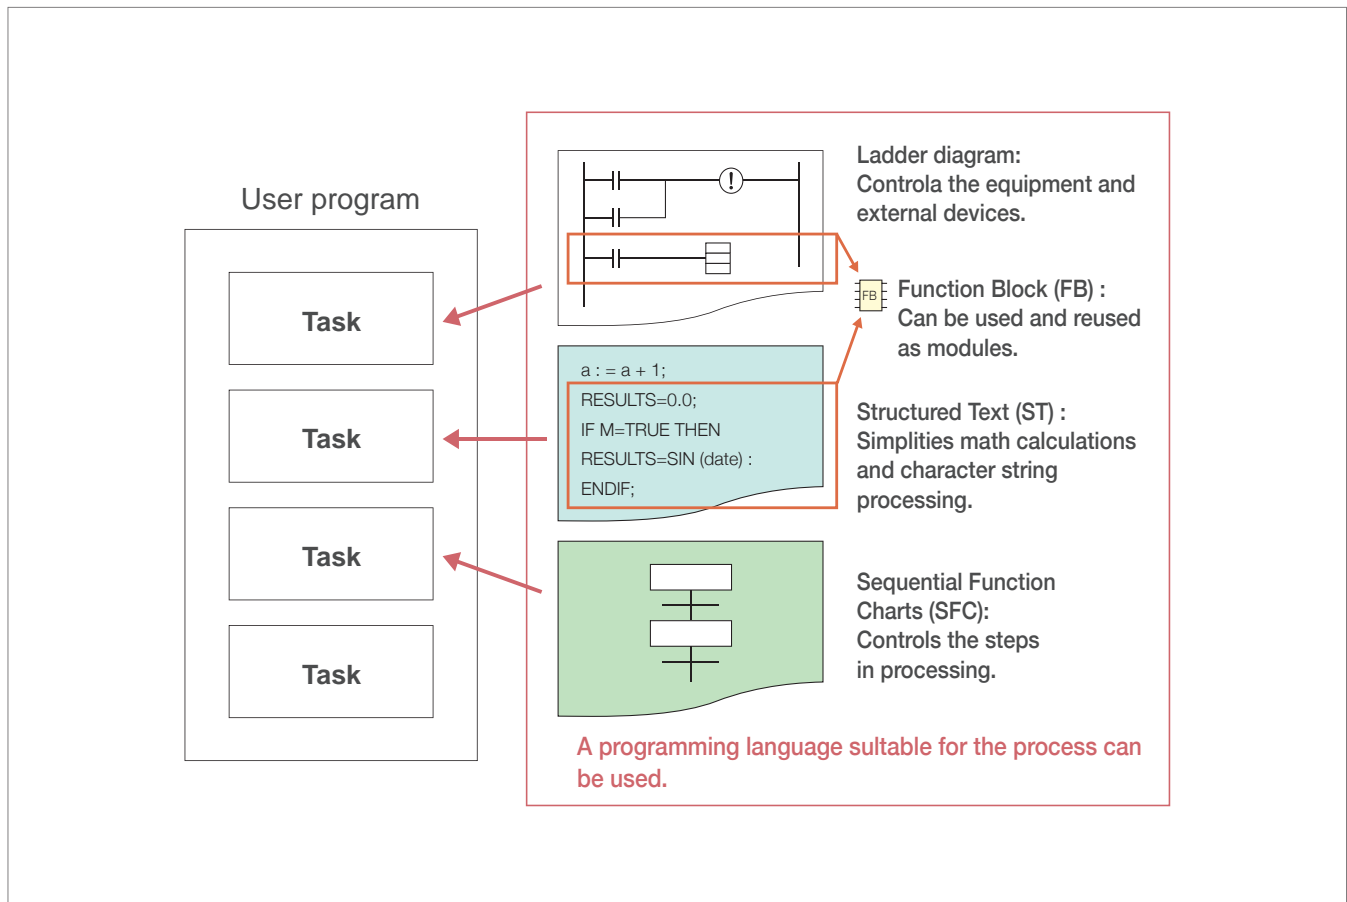 User program
Task
Task
Task
Task
Ladder diagram:
Controla the equipment and
external devices.
FB
Function Block (FB) :
Can be used and reused
as modules.
a : = a + 1;
RESULTS=0.0;
IF M=TRUE THEN
RESULTS=SIN (date) :
ENDIF;
Structured Text (ST) :
Simplities math calculations
and character string
processing.
Sequential Function
Charts (SFC):
Controls the steps
in processing.
A programming language sultable for the process can
be used.